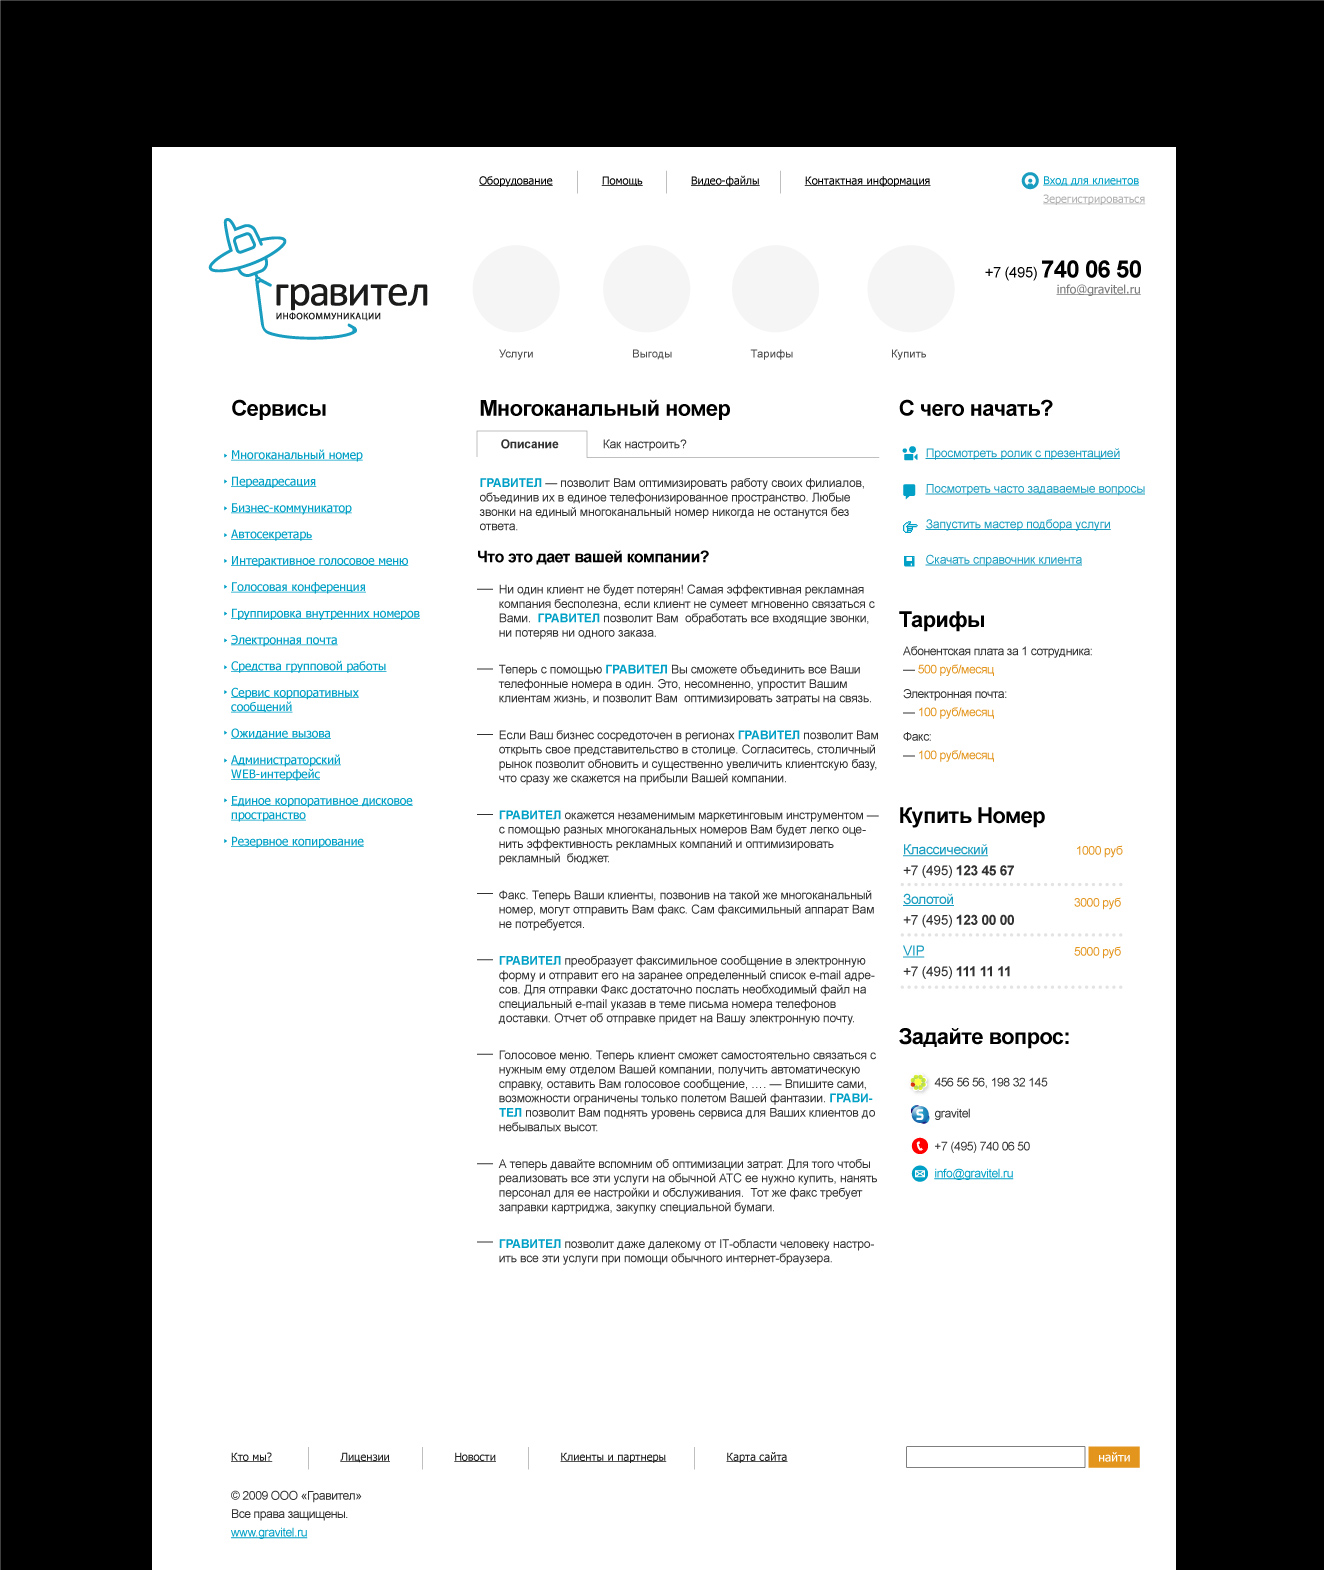 Оборудование
Помощь
Видео-файлы
Контактная информация
Вход для клиентов
Зерегистрироваться
гравител
ИНФОКОММУНИКАЦИИ
+7 (495) 740 06 50
info@gravitel.ru
Услуги
Выгоды
Тарифы
Купить
Сервисы
Многоканальный номер
Переадресация
Бизнес-коммуникатор
Автосекретарь
Интерактивное голосовое меню
Голосовая конференция
Группировка внутренних номеров
Электронная почта
Средства групповой работы
Сервис корпоративных
сообщений
Ожидание вызова
Администраторский
WEB-интерфейс
Единое корпоративное дисковое
пространство
Резервное копирование
Многоканальный номер
Описание
Как настроить?
ГРАВИТЕЛ — позволит Вам оптимизировать работу своих филиалов,
объединив их в единое телефонизированное пространство. Любые
звонки на единый многоканальный номер никогда не останутся без
ответа.
Что это дает вашей компании?
— Ни один клиент не будет потерян! Самая эффективная рекламная
компания бесполезна, если клиент не сумеет мгновенно связаться с
Вами. ГРАВИТЕЛ позволит Вам обработать все входящие звонки,
ни потеряв ни одного заказа.
— Теперь с помощью ГРАВИТЕЛ Вы сможете объединить все Ваши
телефонные номера в один. Это, несомненно, упростит Вашим
клиентам жизнь, и позволит Вам оптимизировать затраты на связь.
— Если Ваш бизнес сосредоточен в регионах ГРАВИТЕЛ позволит Вам
открыть свое представительство в столице. Согласитесь, столичный
рынок позволит обновить и существенно увеличить клиентскую базу,
что сразу же скажется на прибыли Вашей компании.
— ГРАВИТЕЛ окажется незаменимым маркетинговым инструментом —
с помощью разных многоканальных номеров Вам будет легко оце-
нить эффективность рекламных компаний и оптимизировать
рекламный бюджет.
— Факс. Теперь Ваши клиенты, позвонив на такой же многоканальный
номер, могут отправить Вам факс. Сам факсимильный аппарат Вам
не потребуется.
— ГРАВИТЕЛ преобразует факсимильное сообщение в электронную
форму и отправит его на заранее определенный список e-mail адре-
сов. Для отправки Факс достаточно послать необходимый файл на
специальный e-mail указав в теме письма номера телефонов
доставки. Отчет об отправке придет на Вашу электронную почту.
— Голосовое меню. Теперь клиент сможет самостоятельно связаться с
нужным ему отделом Вашей компании, получить автоматическую
справку, оставить Вам голосовое сообщение, …. — Впишите сами,
возможности ограничены только полетом Вашей фантазии. ГРАВИ-
ТЕЛ позволит Вам поднять уровень сервиса для Ваших клиентов до
небывалых высот.
— А теперь давайте вспомним об оптимизации затрат. Для того чтобы
реализовать все эти услуги на обычной АТС ее нужно купить, нанять
персонал для ее настройки и обслуживания. Тот же факс требует
заправки картриджа, закупку специальной бумаги.
— ГРАВИТЕЛ позволит даже далекому от IT-области человеку настро-
ить все эти услуги при помощи обычного интернет-браузера.
С чего начать?
Просмотреть ролик с презентацией
Посмотреть часто задаваемые вопросы
Запустить мастер подбора услуги
Скачать справочник клиента
Тарифы
Абонентская плата за 1 сотрудника:
— 500 руб/месяц
Электронная почта:
— 100 руб/месяц
Факс:
— 100 руб/месяц
Купить Номер
Классический 1000 руб
+7 (495) 123 45 67
Золотой 3000 руб
+7 (495) 123 00 00
VIP 5000 руб
+7 (495) 111 11 11
Задайте вопрос:
456 56 56, 198 32 145
gravitel
+7 (495) 740 06 50
info@gravitel.ru
Кто мы?
Лицензии
Новости
Клиенты и партнеры
Карта сайта
найти
© 2009 ООО «Гравител»
Все права защищены.
www.gravitel.ru